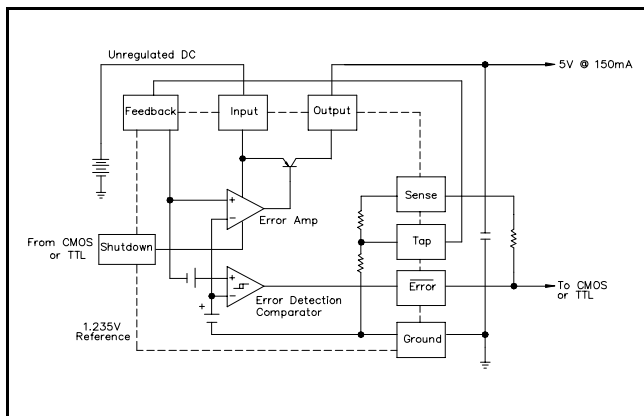 Unregulated DC
5V @ 150mA
Feedback
Input
Output
Sense
+
−
Error Amp
From CMOS
or TTL
Shutdown
Tap
+
−
Error Detection
Comparator
Error
To CMOS
or TTL
+
1.235V
Reference
Ground